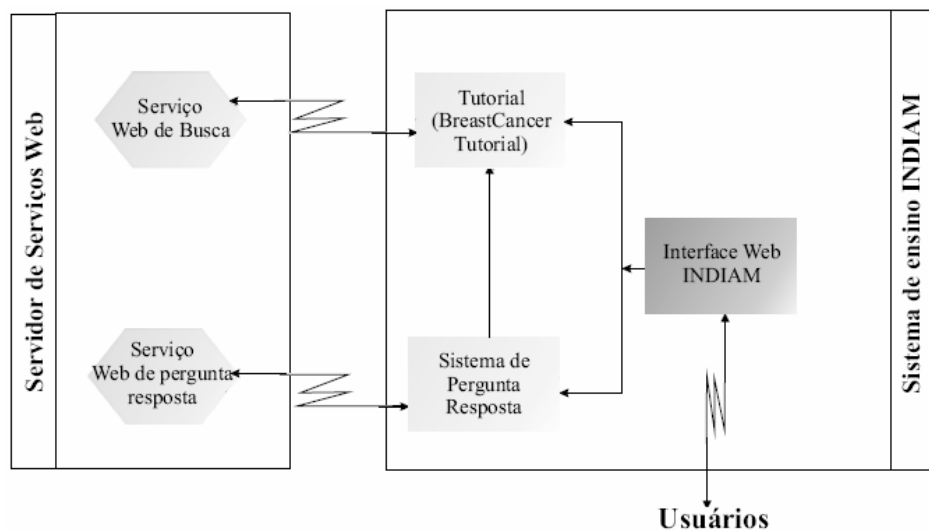 Servidor de Serviços Web
Serviço
Web de Busca
Serviço
Web de pergunta
resposta
Tutorial
(BreastCancer
Tutorial)
Sistema de
Pergunta
Resposta
Interface Web
INDIAM
Sistema de ensino INDIAM
Usuários